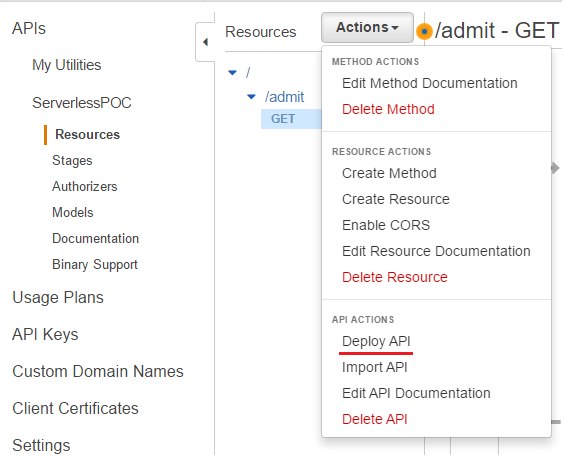 APIs
My Utilities
ServerlessPOC
Resources
Stages
Authorizers
Models
Documentation
Binary Support
Usage Plans
API Keys
Custom Domain Names
Client Certificates
Settings
Resources
Actions
/admit - GET
/
/admit
GET
METHOD ACTIONS
Edit Method Documentation
Delete Method
RESOURCE ACTIONS
Create Method
Create Resource
Enable CORS
Edit Resource Documentation
Delete Resource
API ACTIONS
Deploy API
Import API
Edit API Documentation
Delete API